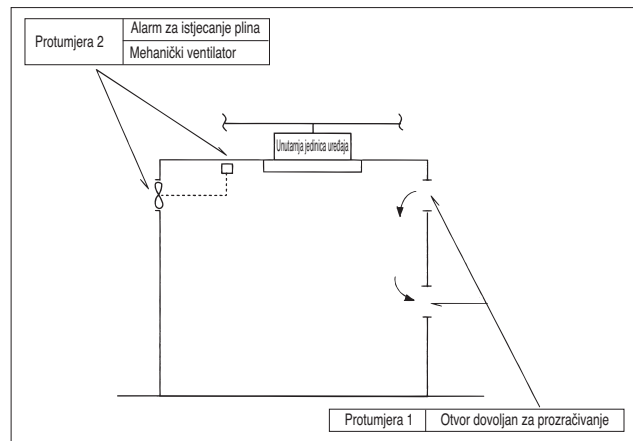 Protumjera 2
Alarm za istjecanje plina
Mehanički ventilator
Unutarnja jedinica uređaja
Protumjera 1
Otvor dovoljan za prozračivanje